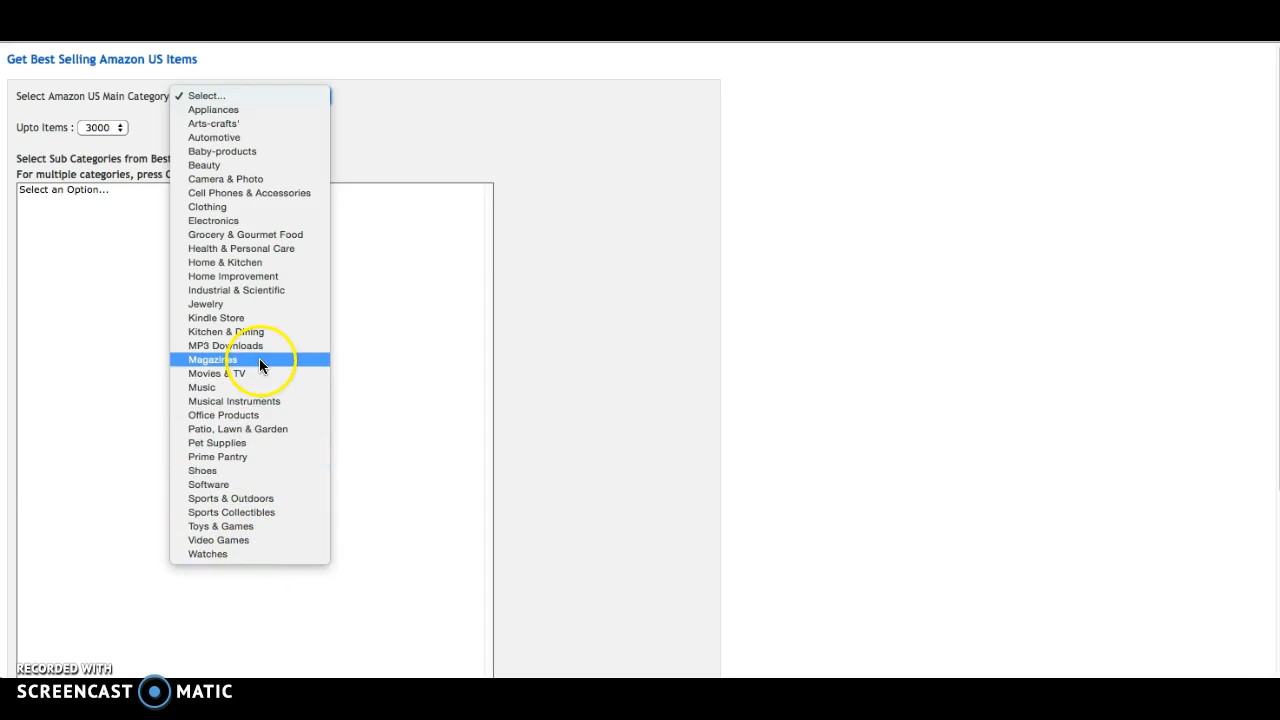 Get Best Selling Amazon US Items
Select Amazon US Main Category
Select...
Appliances
Arts-crafts'
Automotive
Baby-products
Beauty
Camera & Photo
Cell Phones & Accessories
Clothing
Electronics
Grocery & Gourmet Food
Health & Personal Care
Home & Kitchen
Home Improvement
Industrial & Scientific
Jewelry
Kindle Store
Kitchen & Dining
MP3 Downloads
Magazines
Movies & TV
Music
Musical Instruments
Office Products
Patio, Lawn & Garden
Pet Supplies
Prime Pantry
Shoes
Software
Sports & Outdoors
Sports Collectibles
Toys & Games
Video Games
Watches
Upto Items : 3000
Select Sub Categories from Best
For multiple categories, press C
Select an Option...
RECORDED WITH
SCREENCAST MATIC